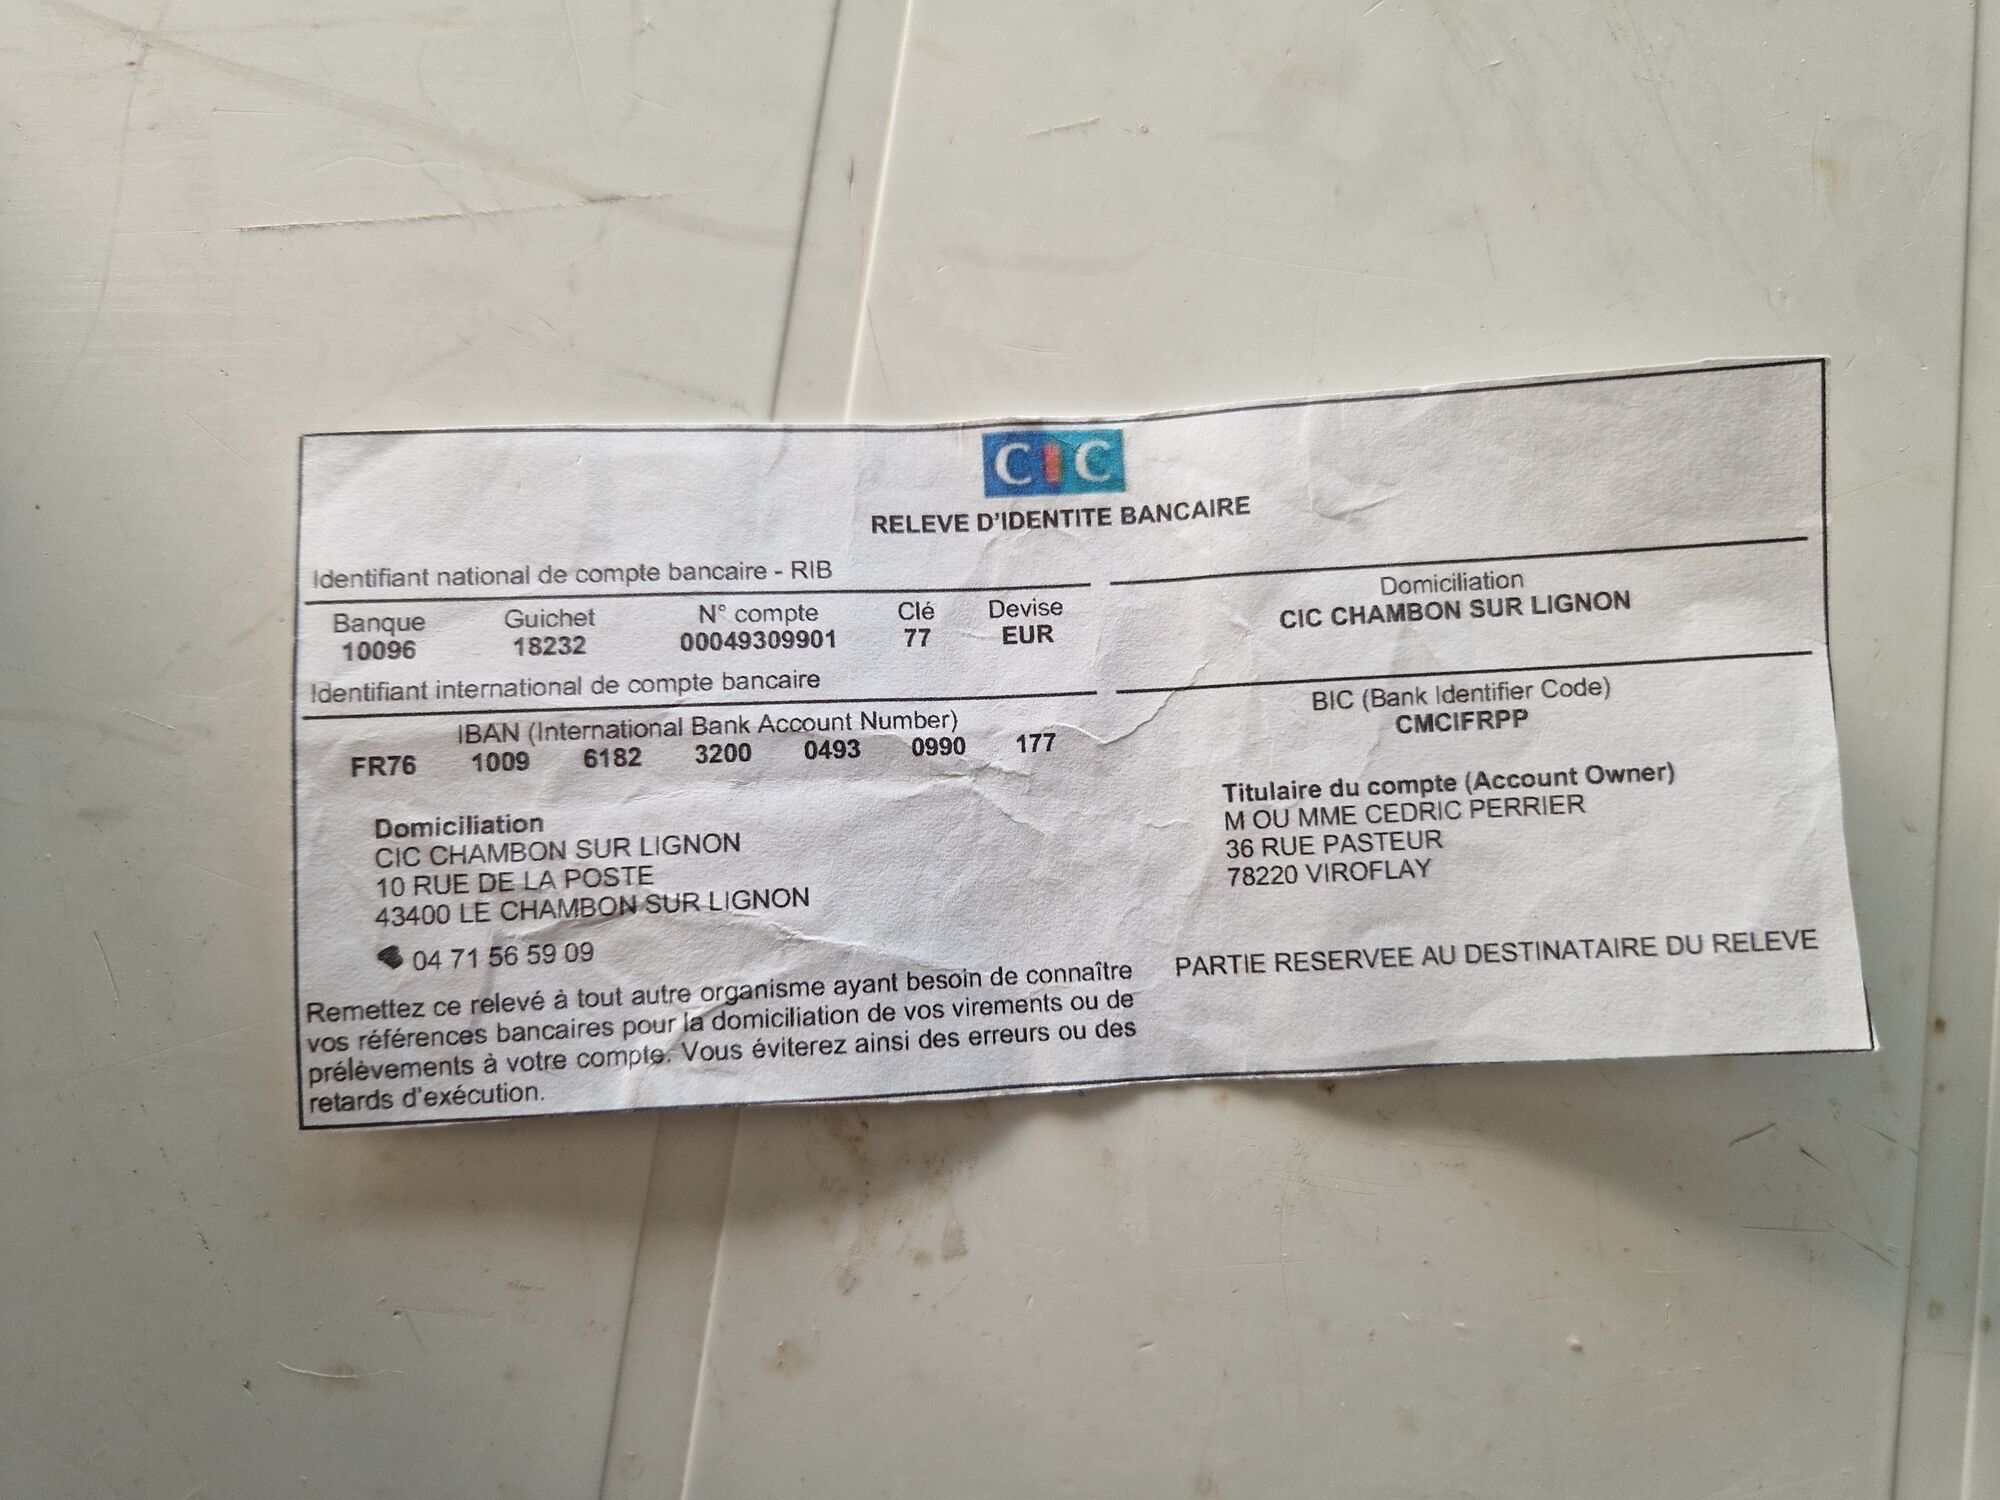 CIC
RELEVE D'IDENTITE BANCAIRE
Identifiant national de compte bancaire - RIB
Banque Guichet N° compte Clé Devise
10096 18232 00049309901 77 EUR
Domiciliation
CIC CHAMBON SUR LIGNON
Identifiant international de compte bancaire
IBAN (International Bank Account Number)
FR76 1009 6182 3200 0493 0990 177
BIC (Bank Identifier Code)
CMCIFRPP
Domiciliation
CIC CHAMBON SUR LIGNON
10 RUE DE LA POSTE
43400 LE CHAMBON SUR LIGNON
04 71 56 59 09
Titulaire du compte (Account Owner)
M OU MME CEDRIC PERRIER
36 RUE PASTEUR
78220 VIROFLAY
Remettez ce relevé à tout autre organisme ayant besoin de connaître
vos références bancaires pour la domiciliation de vos virements ou de
prélèvements à votre compte. Vous éviterez ainsi des erreurs ou des
retards d'exécution.
PARTIE RESERVEE AU DESTINATAIRE DU RELEVE